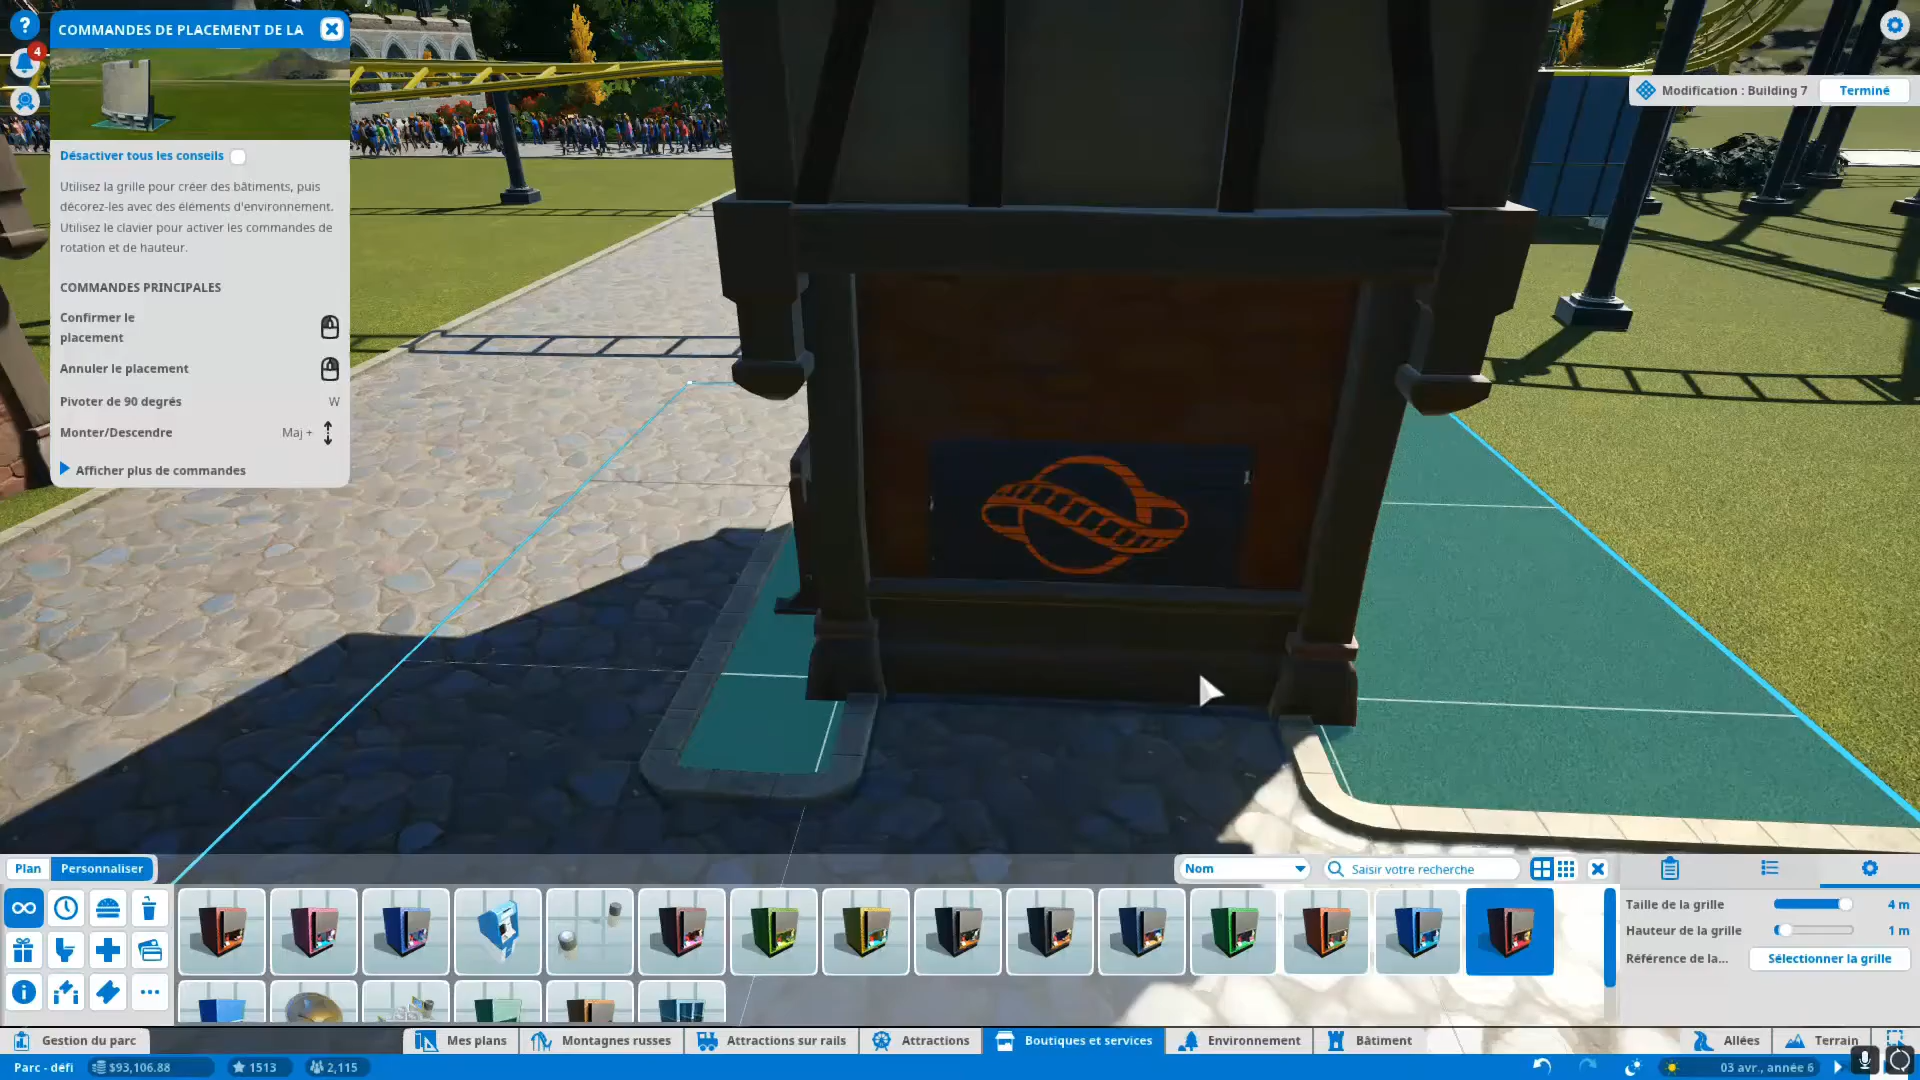 COMMANDES DE PLACEMENT DE LA
4
Désactiver tous les conseils
Utilisez la grille pour créer des bâtiments, puis
décorez-les avec des éléments d'environnement.
Utilisez le clavier pour activer les commandes de
rotation et de hauteur.
COMMANDES PRINCIPALES
Confirmer le
placement
Annuler le placement
Pivoter de 90 degrés W
Monter/Descendre Maj +
Afficher plus de commandes
Modification : Building 7 Terminé
Plan Personnaliser
Nom
Saisir votre recherche
Taille de la grille 4 m
Hauteur de la grille 1 m
Référence de la... Sélectionner la grille
Gestion du parc
Mes plans
Montagnes russes
Attractions sur rails
Attractions
Boutiques et services
Environnement
Bâtiment
Allées
Terrain
Parc - défi
$93,106.88
1513
2,115
03 avr., année 6